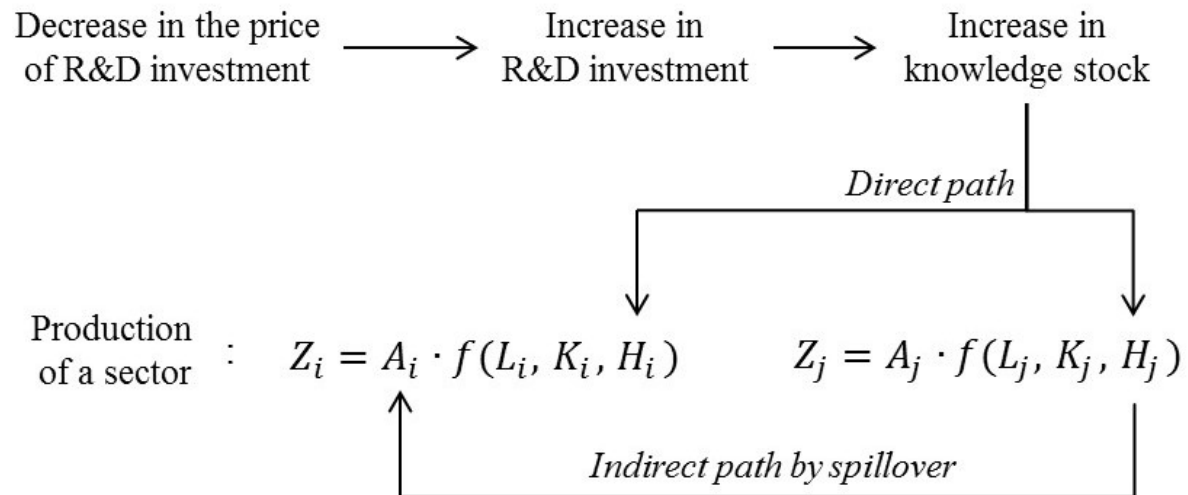 Decrease in the price
of R&D investment
Increase in
R&D investment
Increase in
knowledge stock
Direct path
Production
of a sector
:
Z_i = A_i · f(L_i, K_i, H_i)
Z_j = A_j · f(L_j, K_j, H_j)
Indirect path by spillover